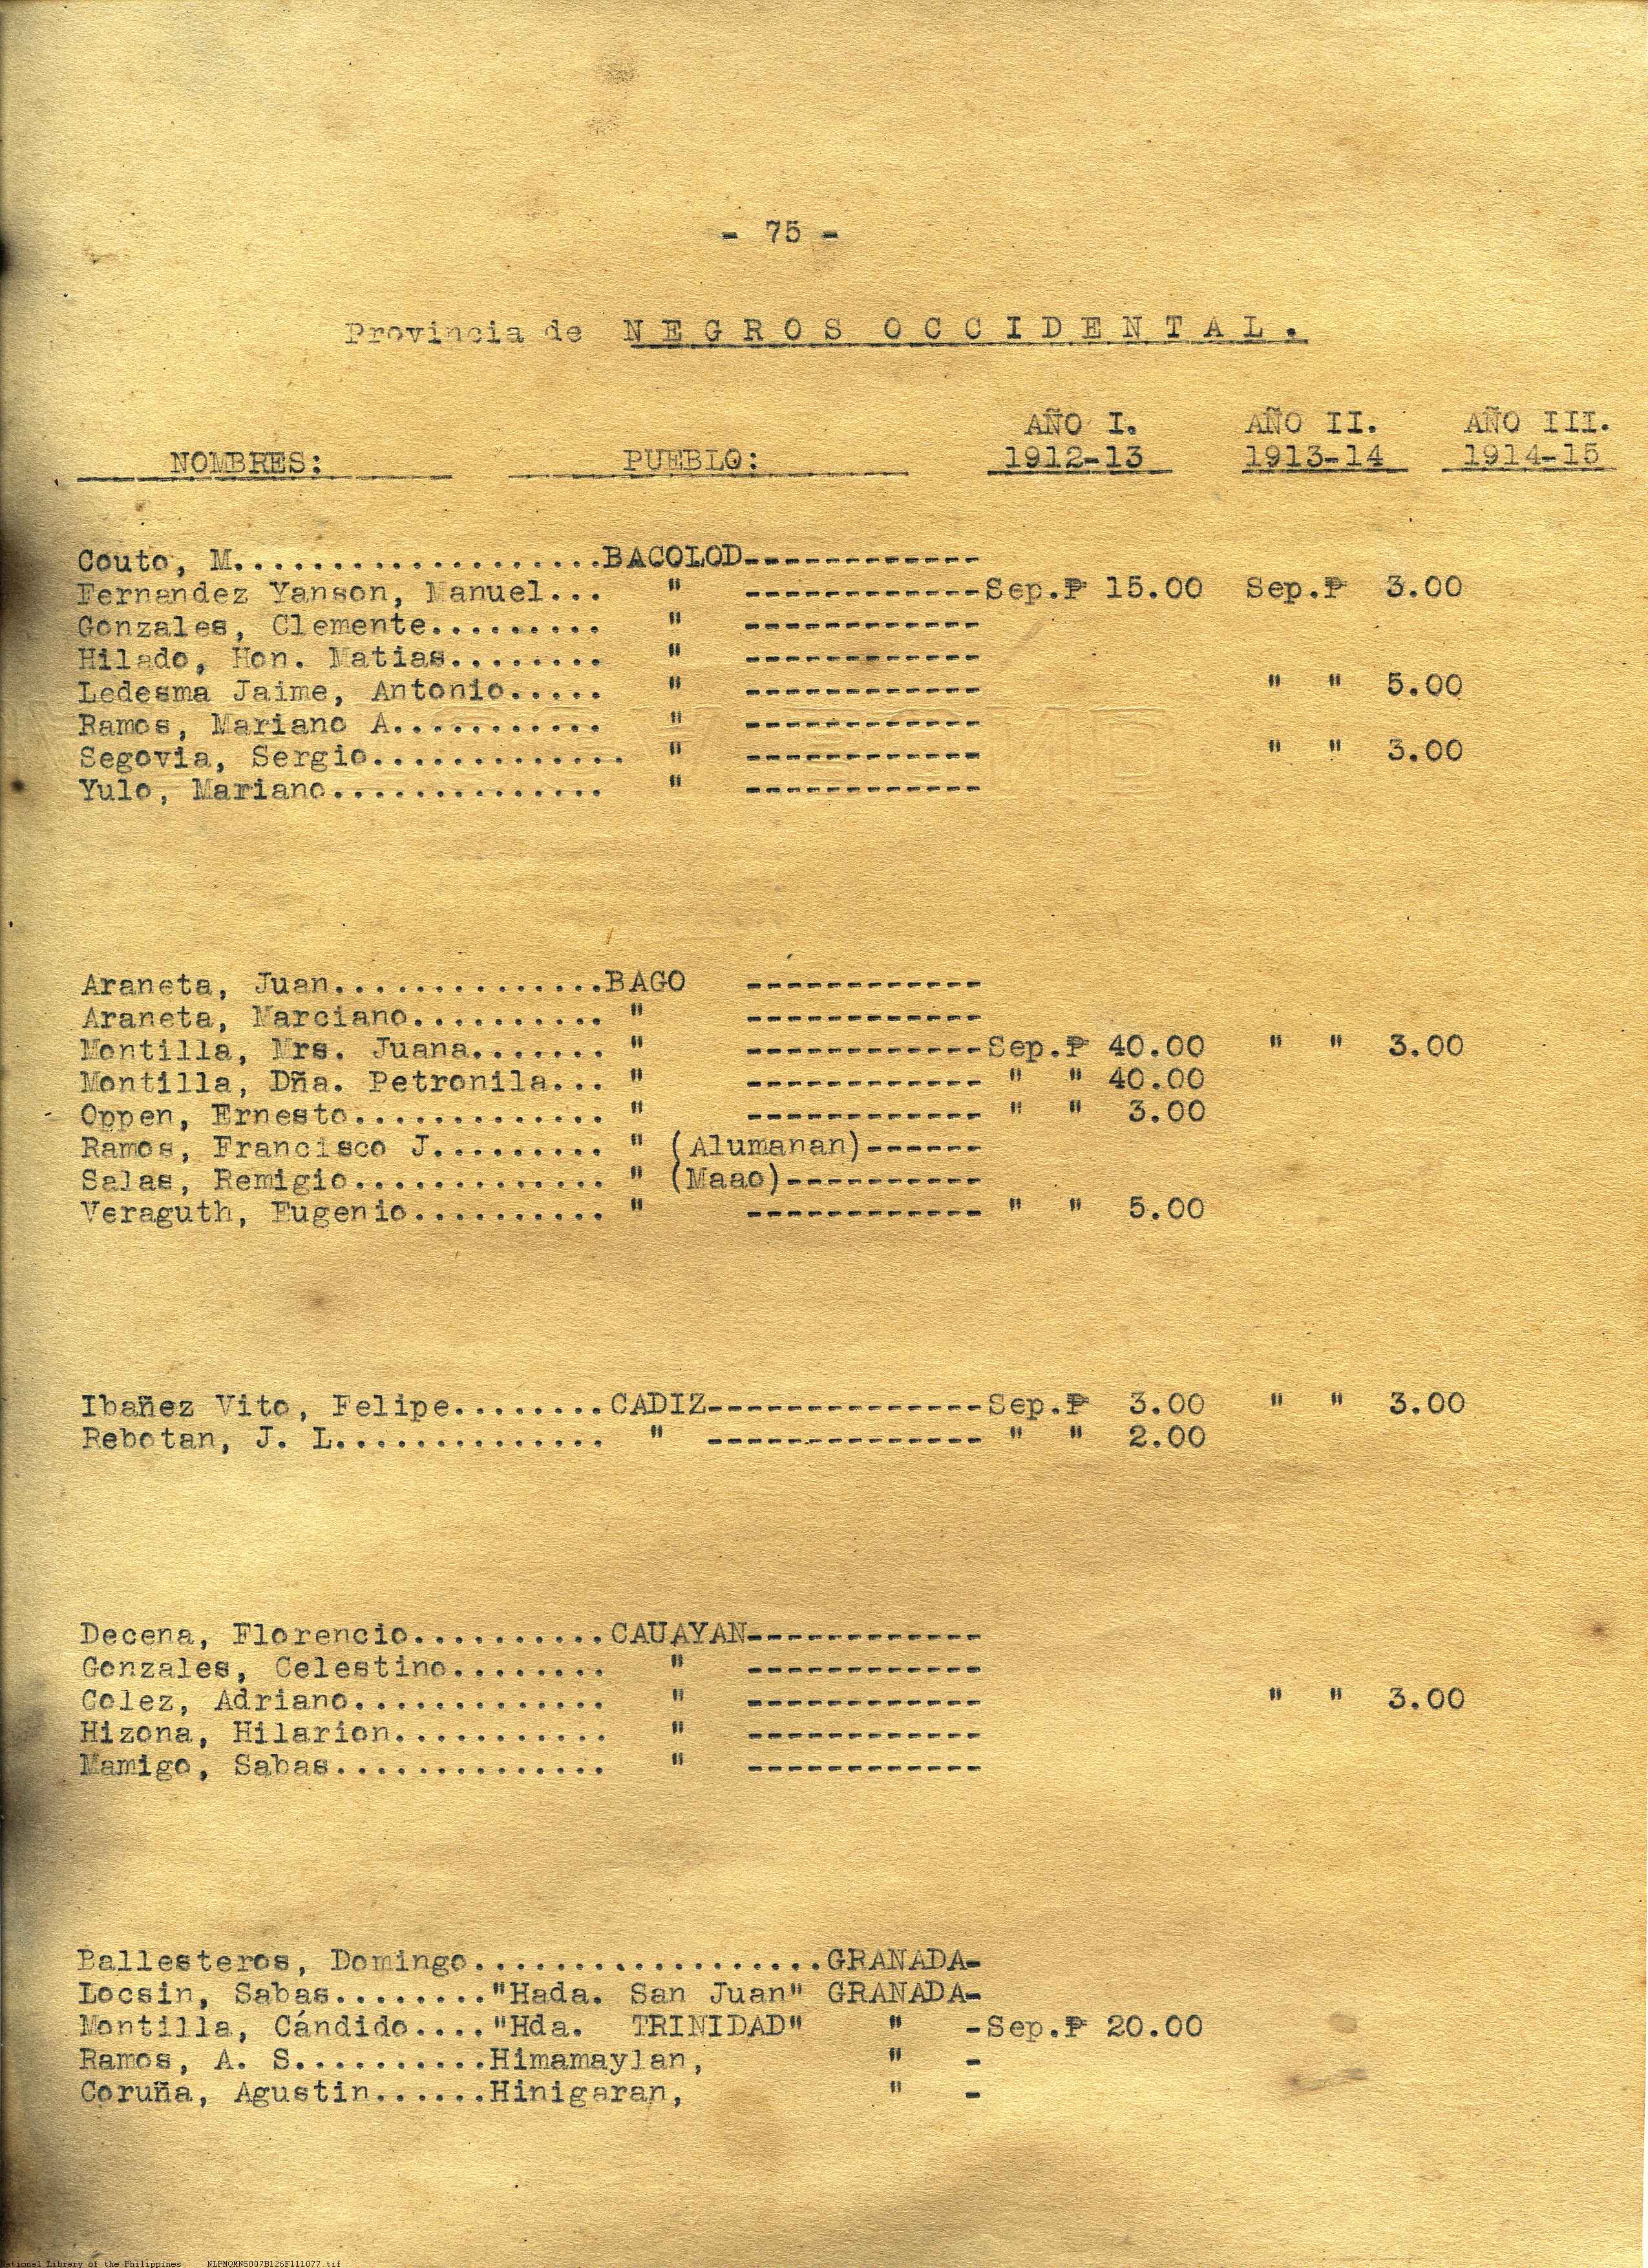 - 75 -
Provincia de N E G R O S O C C I D E N T A L.
AÑO I. AÑO II. AÑO III.
NOMBRES: PUEBLO: 1912-13 1913-14 1914-15
Couto, M...................BACOLOD------------
Fernandez Yanson, Manuel... " ------------Sep.₱ 15.00 Sep.₱ 3.00
Gonzales, Clemente......... " ------------
Hilado, Hon. Matias........ " ------------
Ledesma Jaime, Antonio..... " ------------ " " 5.00
Ramos, Mariano A........... " ------------
Segovia, Sergio............. " ------------ " " 3.00
Yulo, Mariano.............. " ------------
Araneta, Juan..............BAGO ------------
Araneta, Marciano.......... " ------------
Montilla, Mrs. Juana....... " ------------Sep.₱ 40.00 " " 3.00
Montilla, Dña. Petronila... " ------------ " " 40.00
Oppen, Ernesto............. " ------------ " " 3.00
Ramos, Francisco J......... " (Alumanan)------
Salas, Remigio............. " (Maao)----------
Veraguth, Eugenio.......... " ------------ " " 5.00
Ibañez Vito, Felipe........CADIZ--------------Sep.₱ 3.00 " " 3.00
Rebotan, J. L.............. " -------------- " " 2.00
Decena, Florencio..........CAUAYAN------------
Gonzales, Celestino........ " ------------
Colez, Adriano............. " ------------ " " 3.00
Hizona, Hilarion........... " ------------
Mamigo, Sabas.............. " ------------
Ballesteros, Domingo..................GRANADA-
Locsin, Sabas........"Hada. San Juan" GRANADA-
Montilla, Cándido...."Hda. TRINIDAD" " -Sep.₱ 20.00
Ramos, A. S..........Himamaylan, " -
Coruña, Agustin......Hinigaran, " -
National Library of the Philippines NLPMQMNS007B126F111077.tif